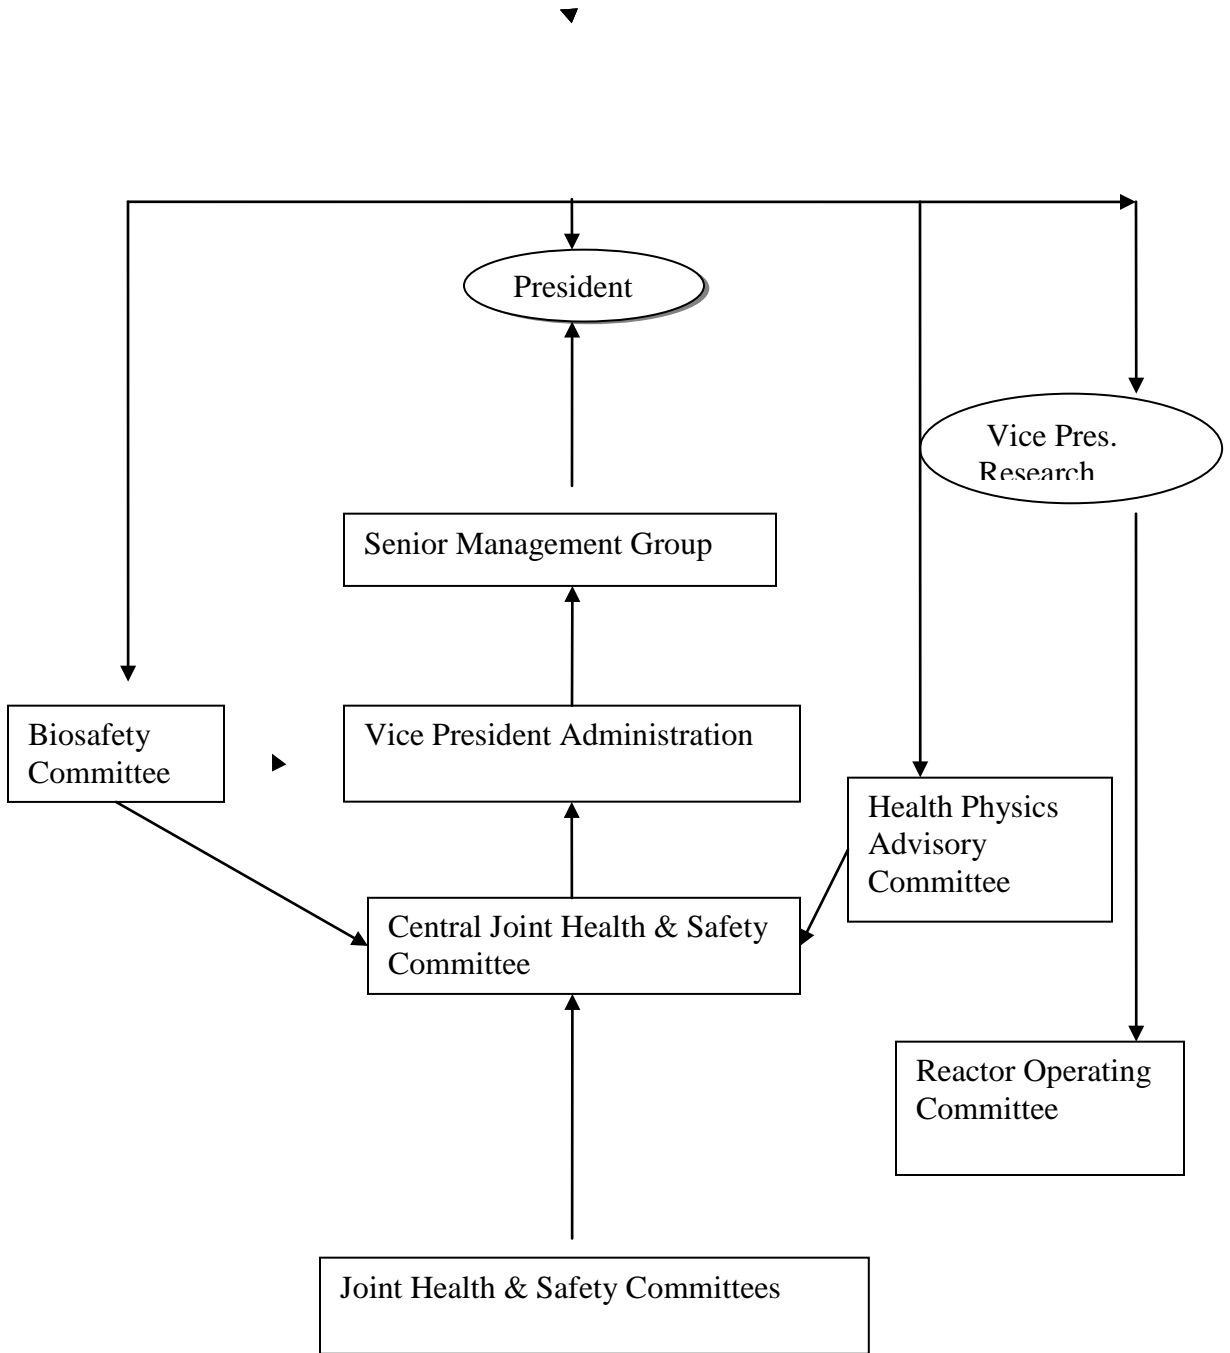 President
Vice Pres.
Research
Senior Management Group
Biosafety
Committee
Vice President Administration
Health Physics
Advisory
Committee
Central Joint Health & Safety
Committee
Reactor Operating
Committee
Joint Health & Safety Committees